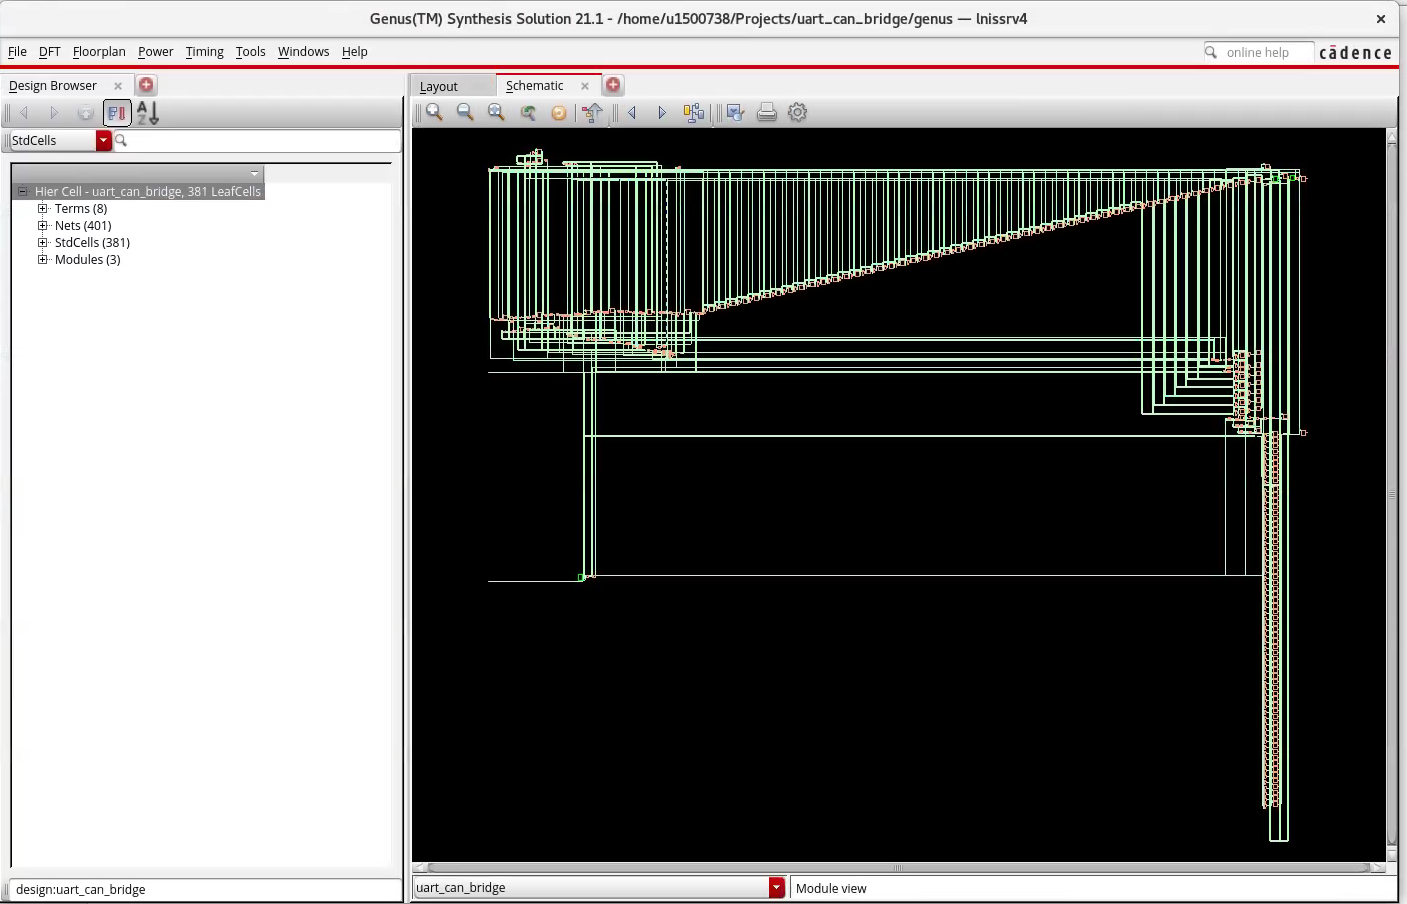 Genus(TM) Synthesis Solution 21.1 - /home/u1500738/Projects/uart_can_bridge/genus — lnissrv4
File DFT Floorplan Power Timing Tools Windows Help
online help
cādence
Design Browser
Layout
Schematic
A
Z
StdCells
Hier Cell - uart_can_bridge, 381 LeafCells
Terms (8)
Nets (401)
StdCells (381)
Modules (3)
design:uart_can_bridge
uart_can_bridge
Module view